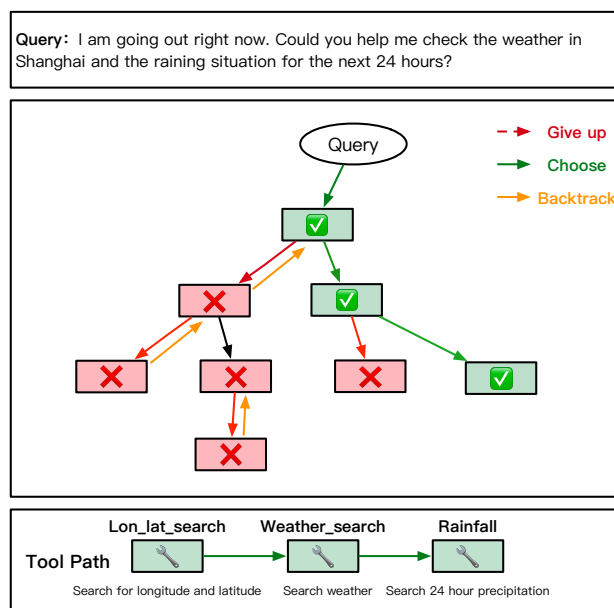 Query: I am going out right now. Could you help me check the weather in
Shanghai and the raining situation for the next 24 hours?
Query
Give up
Choose
Backtrack
Lon_lat_search Weather_search Rainfall
Tool Path
Search for longitude and latitude Search weather Search 24 hour precipitation